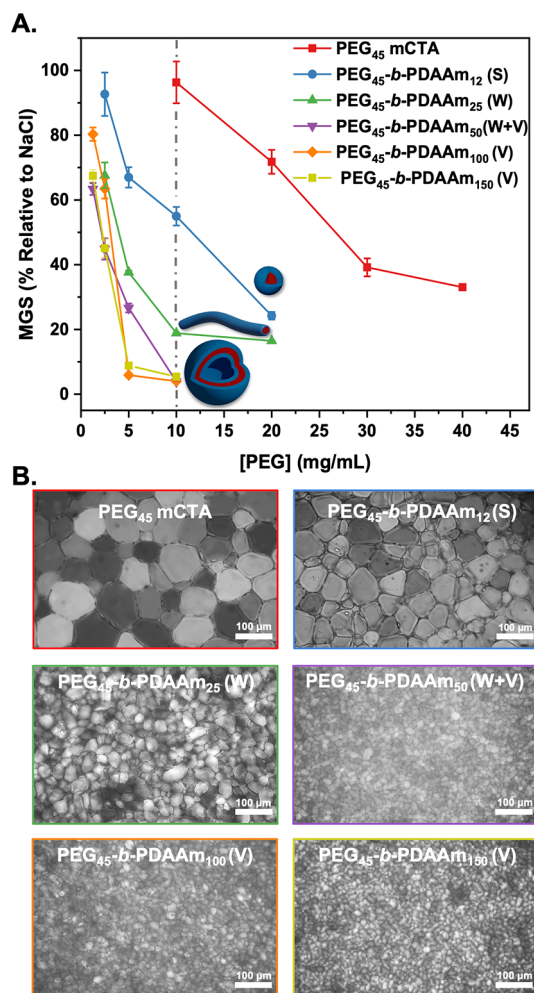 A.
100
80
60
40
20
0
MGS (% Relative to NaCl)
PEG₄₅ mCTA
PEG₄₅-b-PDAAm₁₂ (S)
PEG₄₅-b-PDAAm₂₅ (W)
PEG₄₅-b-PDAAm₅₀(W+V)
PEG₄₅-b-PDAAm₁₀₀ (V)
PEG₄₅-b-PDAAm₁₅₀ (V)
0 5 10 15 20 25 30 35 40 45
[PEG] (mg/mL)
B.
PEG₄₅ mCTA
100 µm
PEG₄₅-b-PDAAm₁₂ (S)
100 µm
PEG₄₅-b-PDAAm₂₅ (W)
100 µm
PEG₄₅-b-PDAAm₅₀ (W+V)
100 µm
PEG₄₅-b-PDAAm₁₀₀ (V)
100 µm
PEG₄₅-b-PDAAm₁₅₀ (V)
100 µm